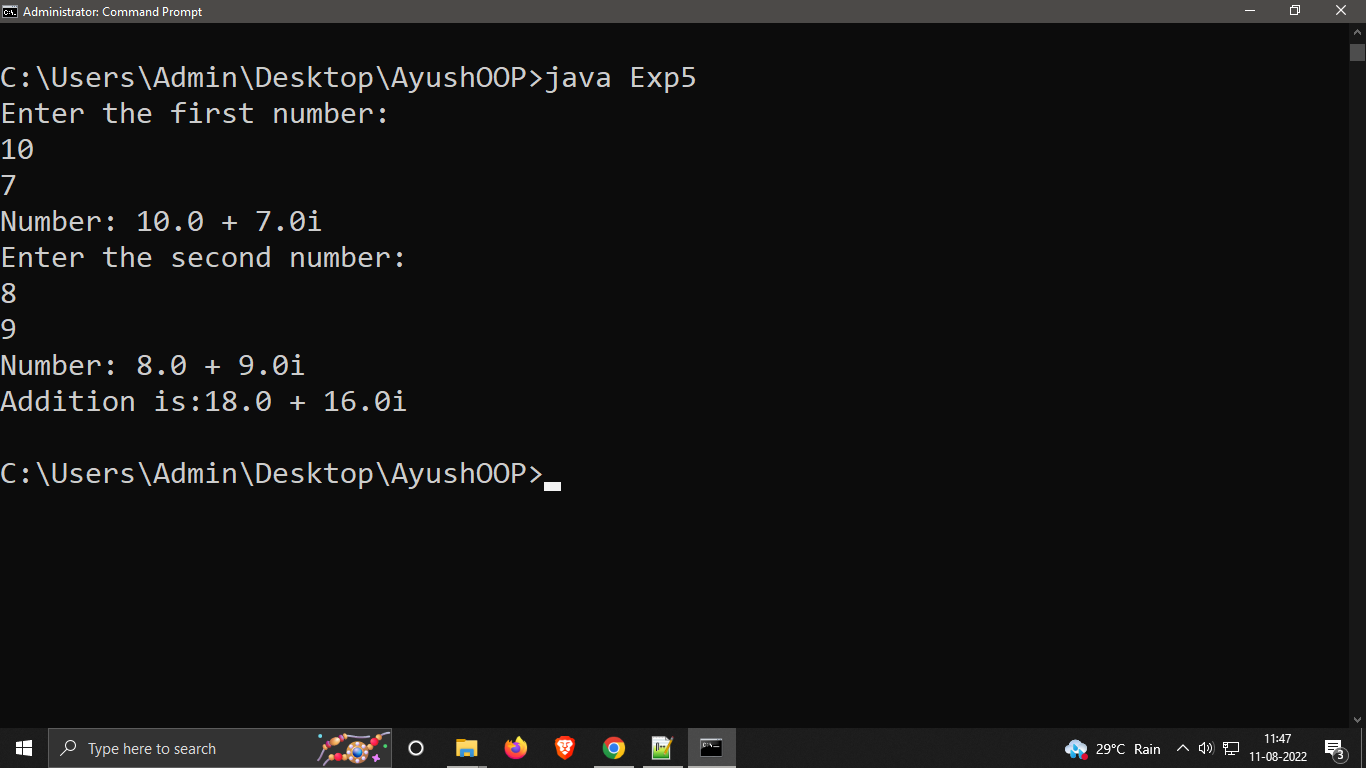 Administrator: Command Prompt
C:\Users\Admin\Desktop\AyushOOP>java Exp5
Enter the first number:
10
7
Number: 10.0 + 7.0i
Enter the second number:
8
9
Number: 8.0 + 9.0i
Addition is:18.0 + 16.0i
C:\Users\Admin\Desktop\AyushOOP>
Type here to search
29°C Rain
11:47
11-08-2022
3